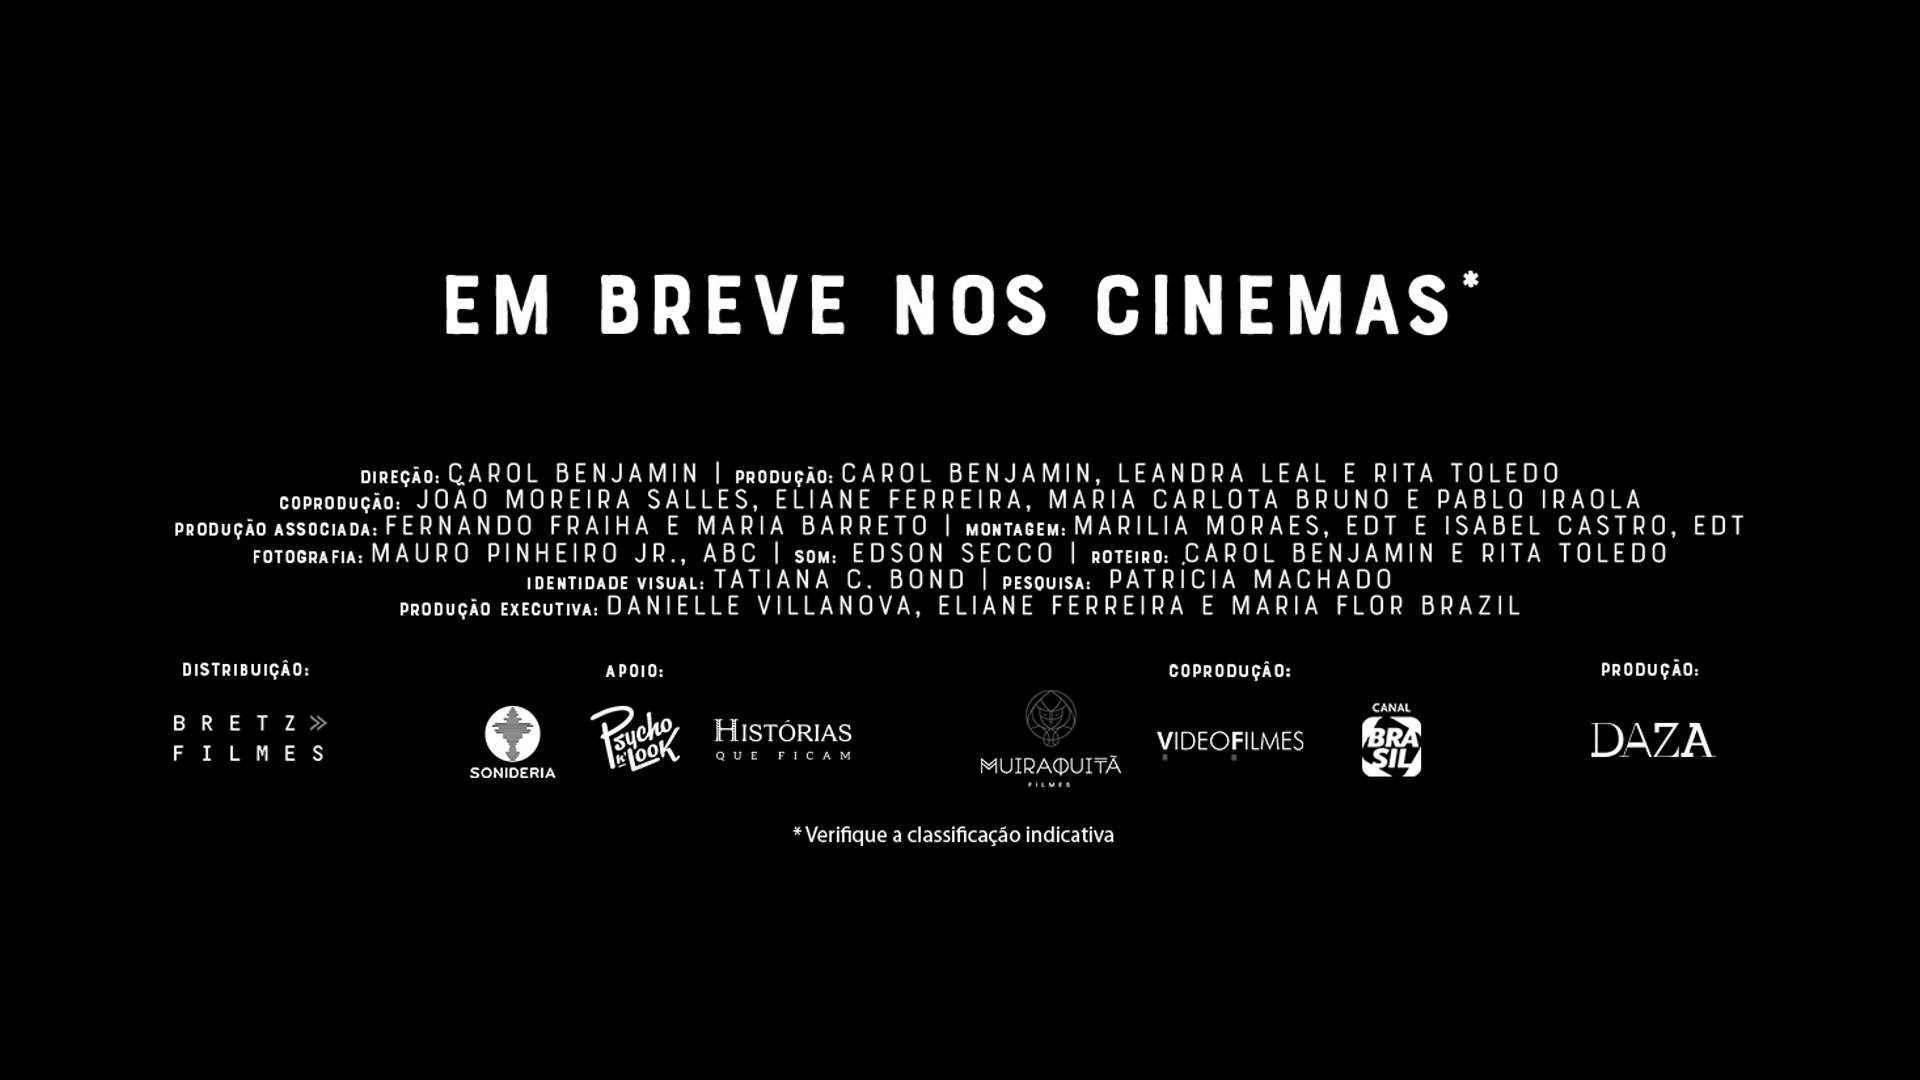 EM BREVE NOS CINEMAS*
DIREÇÃO: CAROL BENJAMIN | PRODUÇÃO: CAROL BENJAMIN, LEANDRA LEAL E RITA TOLEDO
COPRODUÇÃO: JOÃO MOREIRA SALLES, ELIANE FERREIRA, MARIA CARLOTA BRUNO E PABLO IRAOLA
PRODUÇÃO ASSOCIADA: FERNANDO FRAIHA E MARIA BARRETO | MONTAGEM: MARILIA MORAES, EDT E ISABEL CASTRO, EDT
FOTOGRAFIA: MAURO PINHEIRO JR., ABC | SOM: EDSON SECCO | ROTEIRO: CAROL BENJAMIN E RITA TOLEDO
IDENTIDADE VISUAL: TATIANA C. BOND | PESQUISA: PATRÍCIA MACHADO
PRODUÇÃO EXECUTIVA: DANIELLE VILLANOVA, ELIANE FERREIRA E MARIA FLOR BRAZIL
DISTRIBUIÇÃO:
BRETZ
FILMES
APOIO:
SONIDERIA
Psycho
n'Look
HISTÓRIAS
QUE FICAM
COPRODUÇÃO:
MUIRAQUITÃ
FILMES
VIDEOFILMES
CANAL
BRA
SIL
PRODUÇÃO:
DAZA
* Verifique a classificação indicativa